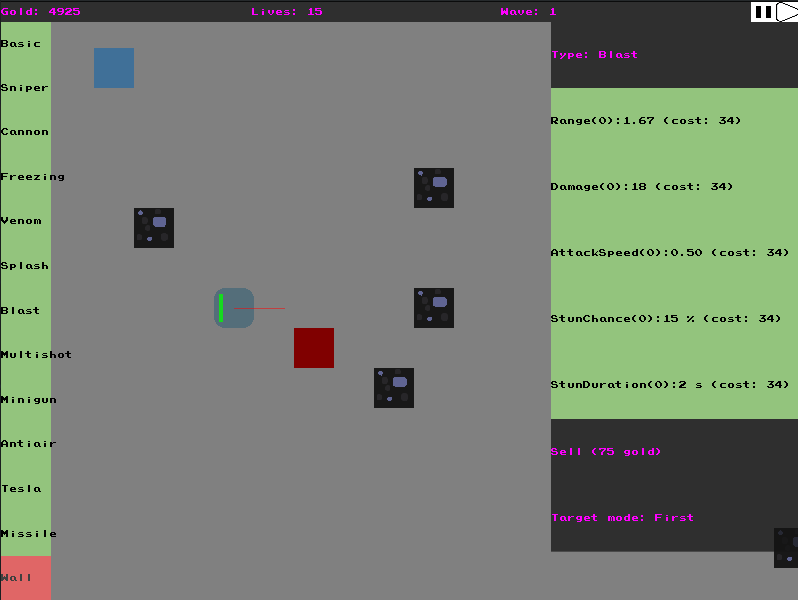 Gold: 4925
Lives: 15
Wave: 1
Basic
Sniper
Cannon
Freezing
Venom
Splash
Blast
Multishot
Minigun
Antiair
Tesla
Missile
Wall
Type: Blast
Range(0):1.67 (cost: 34)
Damage(0):18 (cost: 34)
AttackSpeed(0):0.50 (cost: 34)
StunChance(0):15 % (cost: 34)
StunDuration(0):2 s (cost: 34)
Sell (75 gold)
Target mode: First